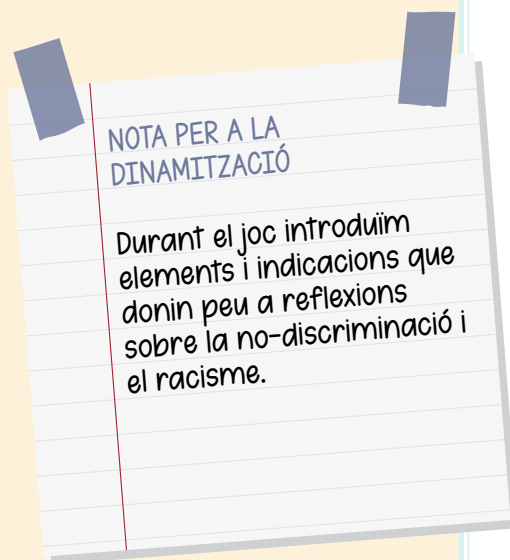 NOTA PER A LA
DINAMITZACIÓ
Durant el joc introduïm
elements i indicacions que
donin peu a reflexions
sobre la no-discriminació i
el racisme.